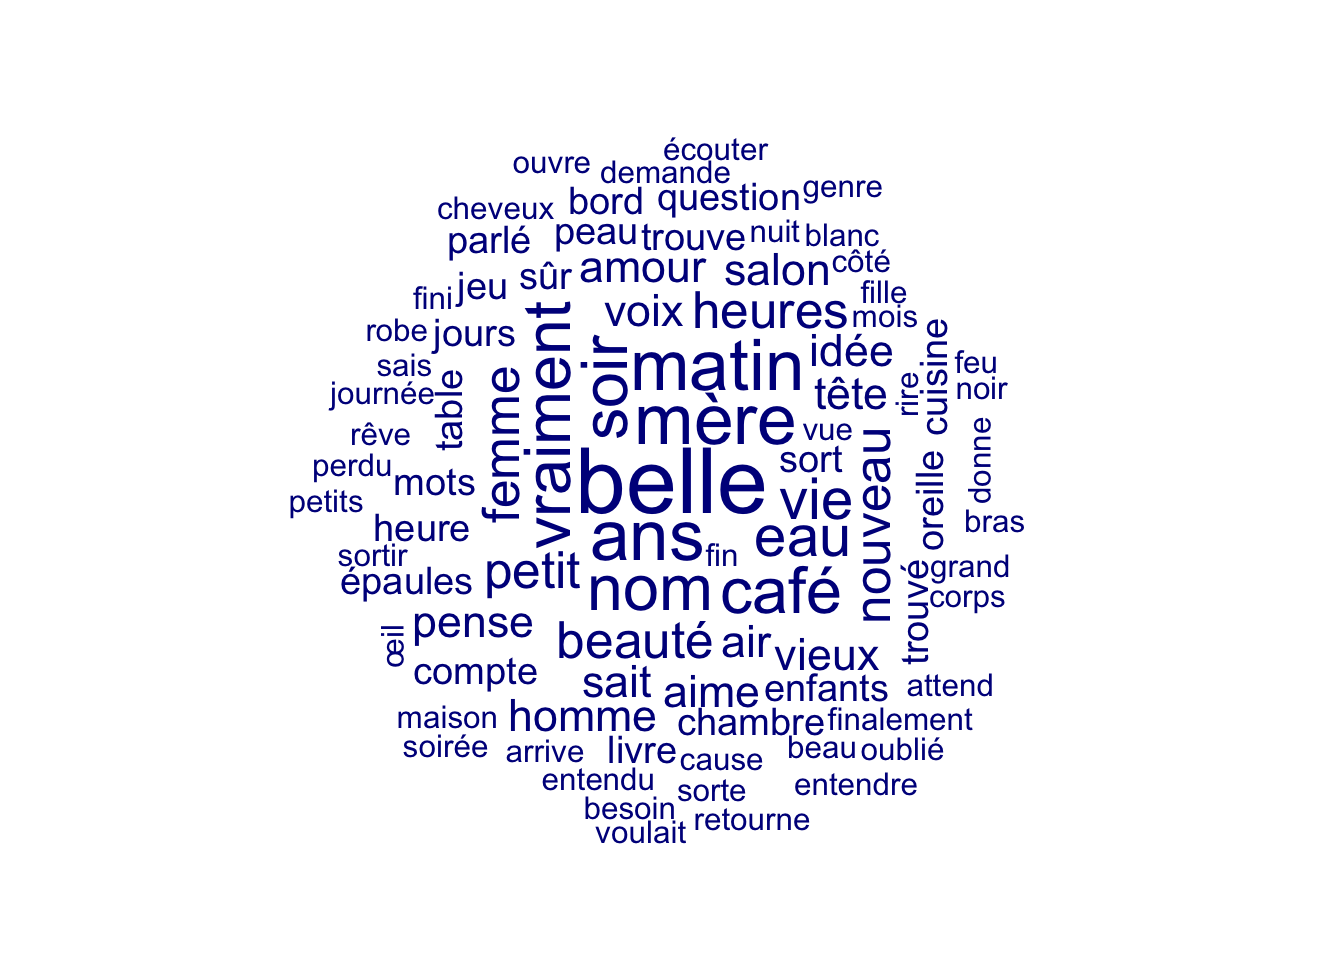 écouter
ouvre
demande
genre
cheveux
bord
question
parlé
peau
trouve
nuit
blanc
sûr
amour
salon
côté
fini
jeu
voix
heures
fille
mois
robe
jours
vraiment
soir
matin
idée
cuisine
sais
journée
table
femme
mère
tête
rire
feu
noir
rêve
vue
perdu
mots
belle
sort
vie
nouveau
oreille
donne
petits
heure
ans
eau
bras
sortir
épaules
petit
fin
nom
café
trouvé
grand
corps
œil
pense
beauté
air
vieux
compte
sait
aime
enfants
attend
maison
homme
chambre
finalement
soirée
arrive
livre
cause
beau
oublié
entendu
sorte
entendre
besoin
retourne
voulait